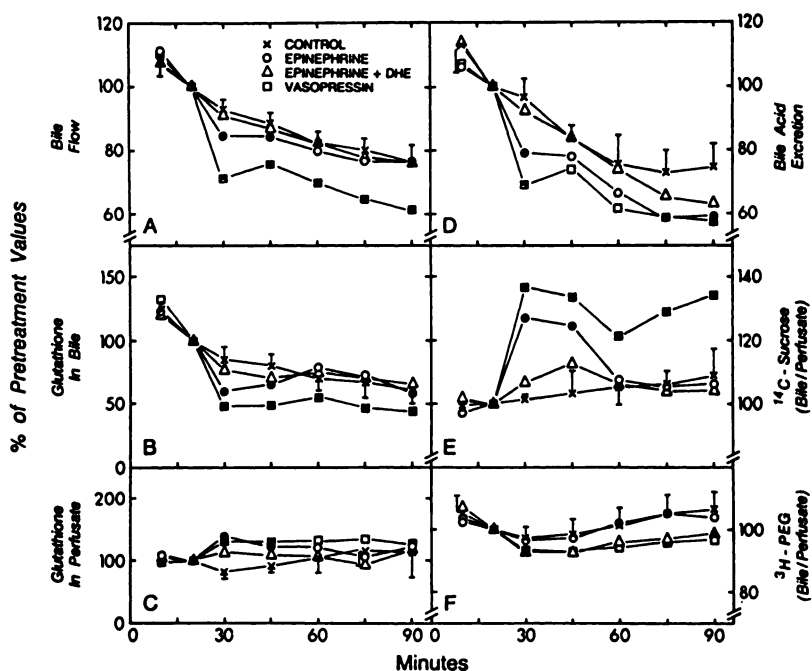 120
100
80
60
Bile
Flow
A
CONTROL
EPINEPHRINE
EPINEPHRINE + DHE
VASOPRESSIN
D
120
100
80
60
Bile Acid
Excretion
% of Pretreatment Values
150
100
50
0
Glutathione
In Bile
B
E
140
120
100
14C - Sucrose
(Bile/Perfusate)
200
100
0
Glutathione
In Perfusate
C
F
100
80
3H - PEG
(Bile/Perfusate)
0 30 60 90
0 30 60 90
Minutes